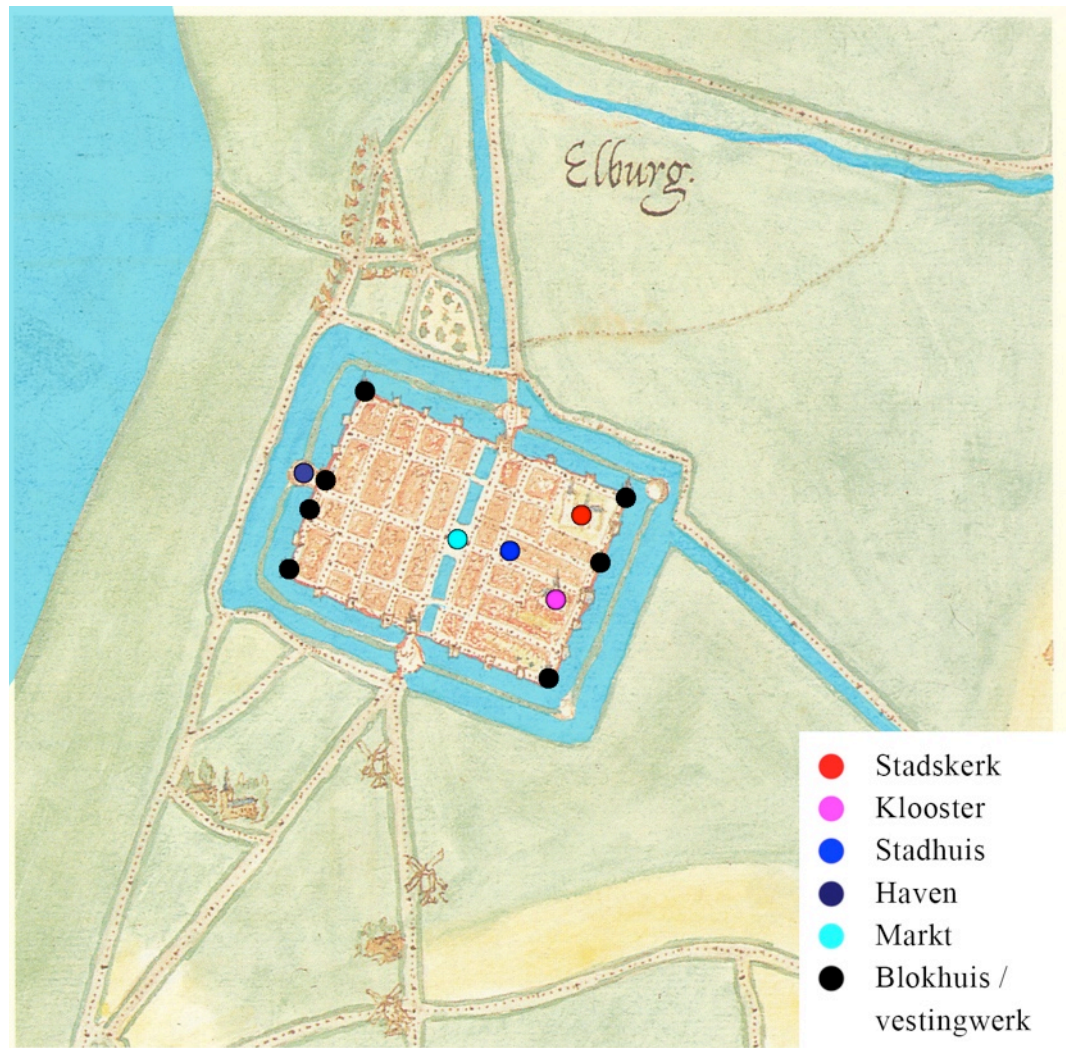 Elburg.
Stadskerk
Klooster
Stadhuis
Haven
Markt
Blokhuis /
vestingwerk